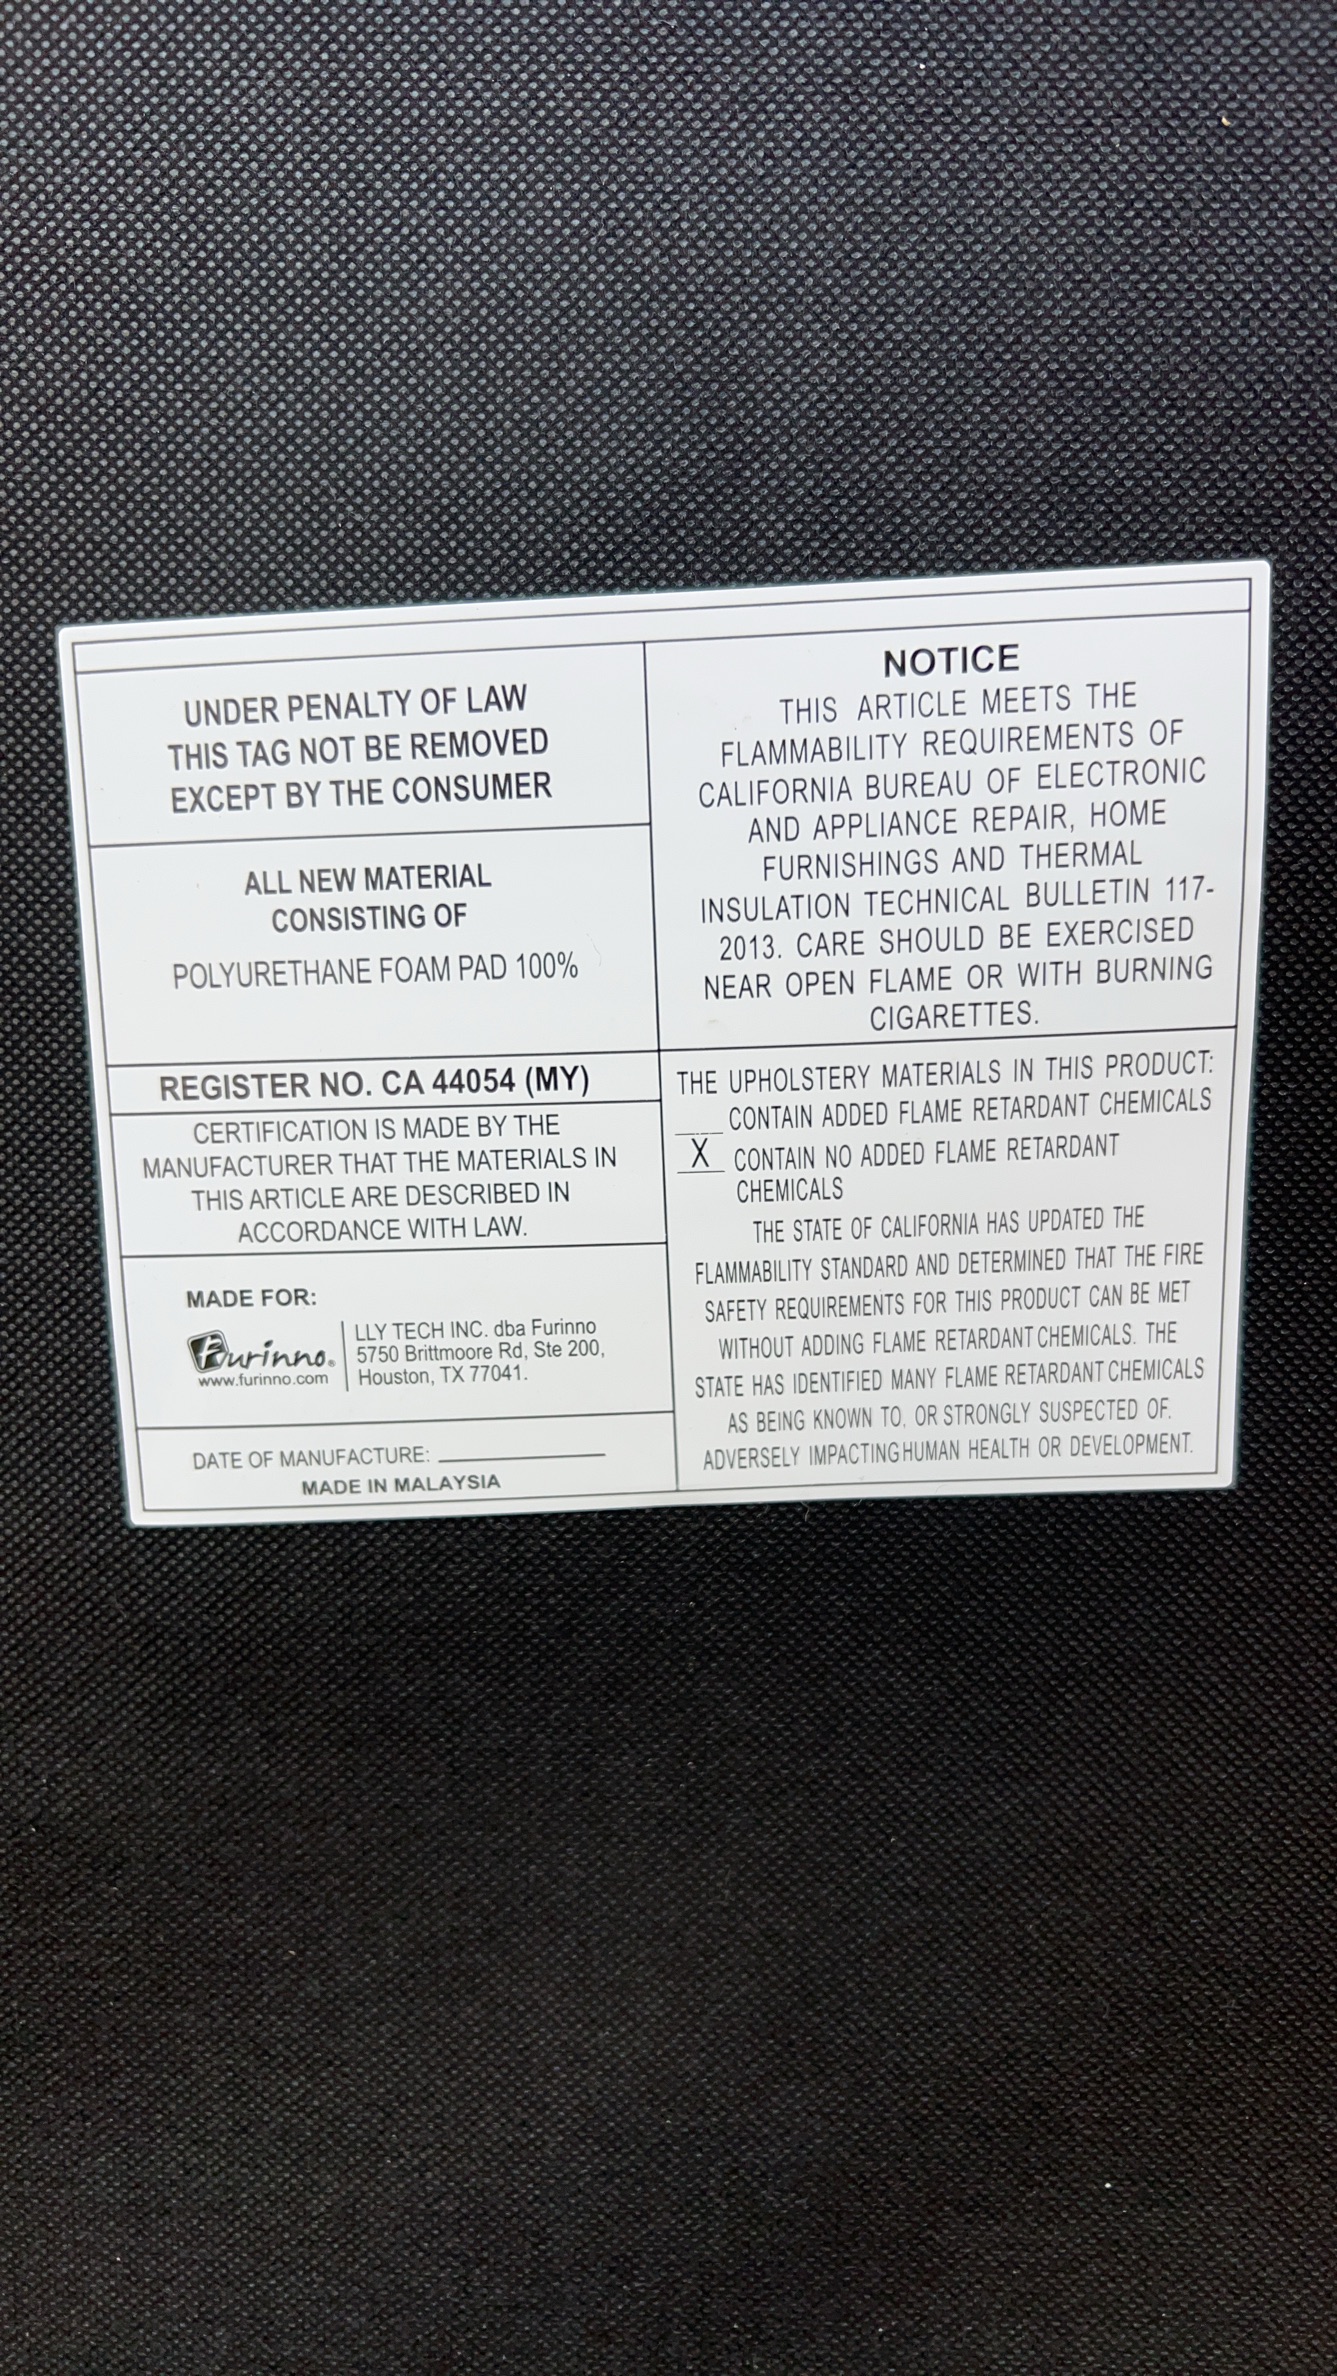 UNDER PENALTY OF LAW
THIS TAG NOT BE REMOVED
EXCEPT BY THE CONSUMER
ALL NEW MATERIAL
CONSISTING OF
POLYURETHANE FOAM PAD 100%
REGISTER NO. CA 44054 (MY)
CERTIFICATION IS MADE BY THE
MANUFACTURER THAT THE MATERIALS IN
THIS ARTICLE ARE DESCRIBED IN
ACCORDANCE WITH LAW.
MADE FOR:
Furinno®
www.furinno.com
LLY TECH INC. dba Furinno
5750 Brittmoore Rd, Ste 200,
Houston, TX 77041.
DATE OF MANUFACTURE: ___________
MADE IN MALAYSIA
NOTICE
THIS ARTICLE MEETS THE
FLAMMABILITY REQUIREMENTS OF
CALIFORNIA BUREAU OF ELECTRONIC
AND APPLIANCE REPAIR, HOME
FURNISHINGS AND THERMAL
INSULATION TECHNICAL BULLETIN 117-
2013. CARE SHOULD BE EXERCISED
NEAR OPEN FLAME OR WITH BURNING
CIGARETTES.
THE UPHOLSTERY MATERIALS IN THIS PRODUCT:
___ CONTAIN ADDED FLAME RETARDANT CHEMICALS
X CONTAIN NO ADDED FLAME RETARDANT
CHEMICALS
THE STATE OF CALIFORNIA HAS UPDATED THE
FLAMMABILITY STANDARD AND DETERMINED THAT THE FIRE
SAFETY REQUIREMENTS FOR THIS PRODUCT CAN BE MET
WITHOUT ADDING FLAME RETARDANT CHEMICALS. THE
STATE HAS IDENTIFIED MANY FLAME RETARDANT CHEMICALS
AS BEING KNOWN TO, OR STRONGLY SUSPECTED OF.
ADVERSELY IMPACTING HUMAN HEALTH OR DEVELOPMENT.